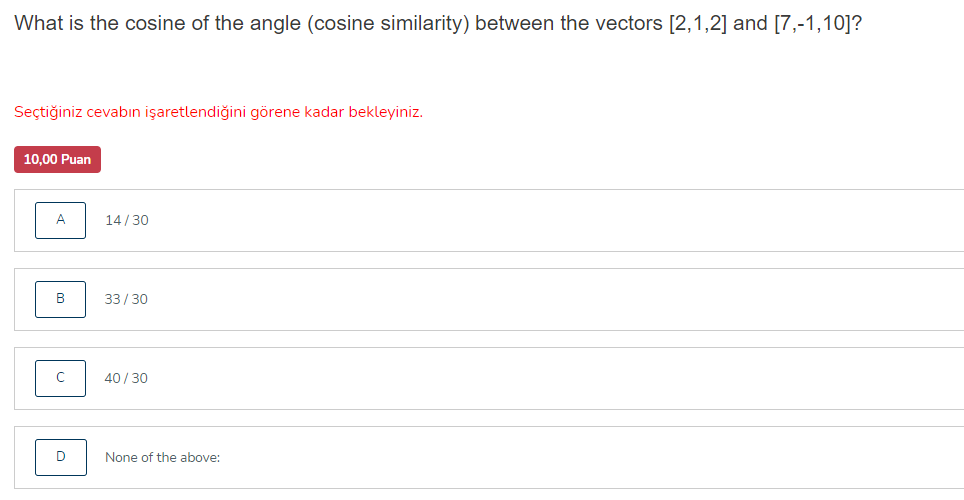 What is the cosine of the angle (cosine similarity) between the vectors [2,1,2] and [7,-1,10]?
Seçtiğiniz cevabın işaretlendiğini görene kadar bekleyiniz.
10,00 Puan
A 14 / 30
B 33 / 30
C 40 / 30
D None of the above: